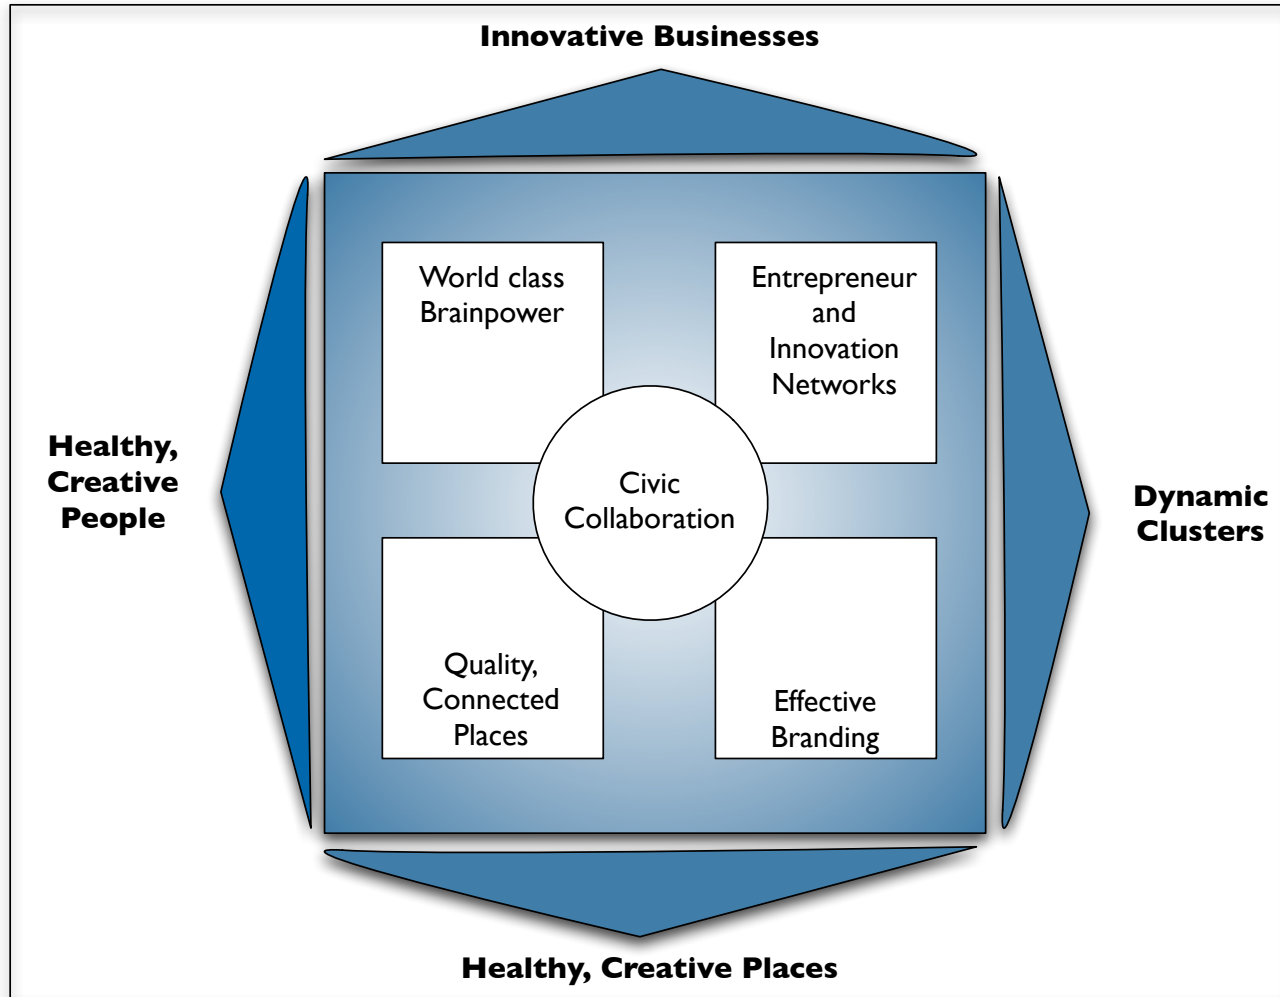 Innovative Businesses
World class
Brainpower
Entrepreneur
and
Innovation
Networks
Healthy,
Creative
People
Civic
Collaboration
Dynamic
Clusters
Quality,
Connected
Places
Effective
Branding
Healthy, Creative Places